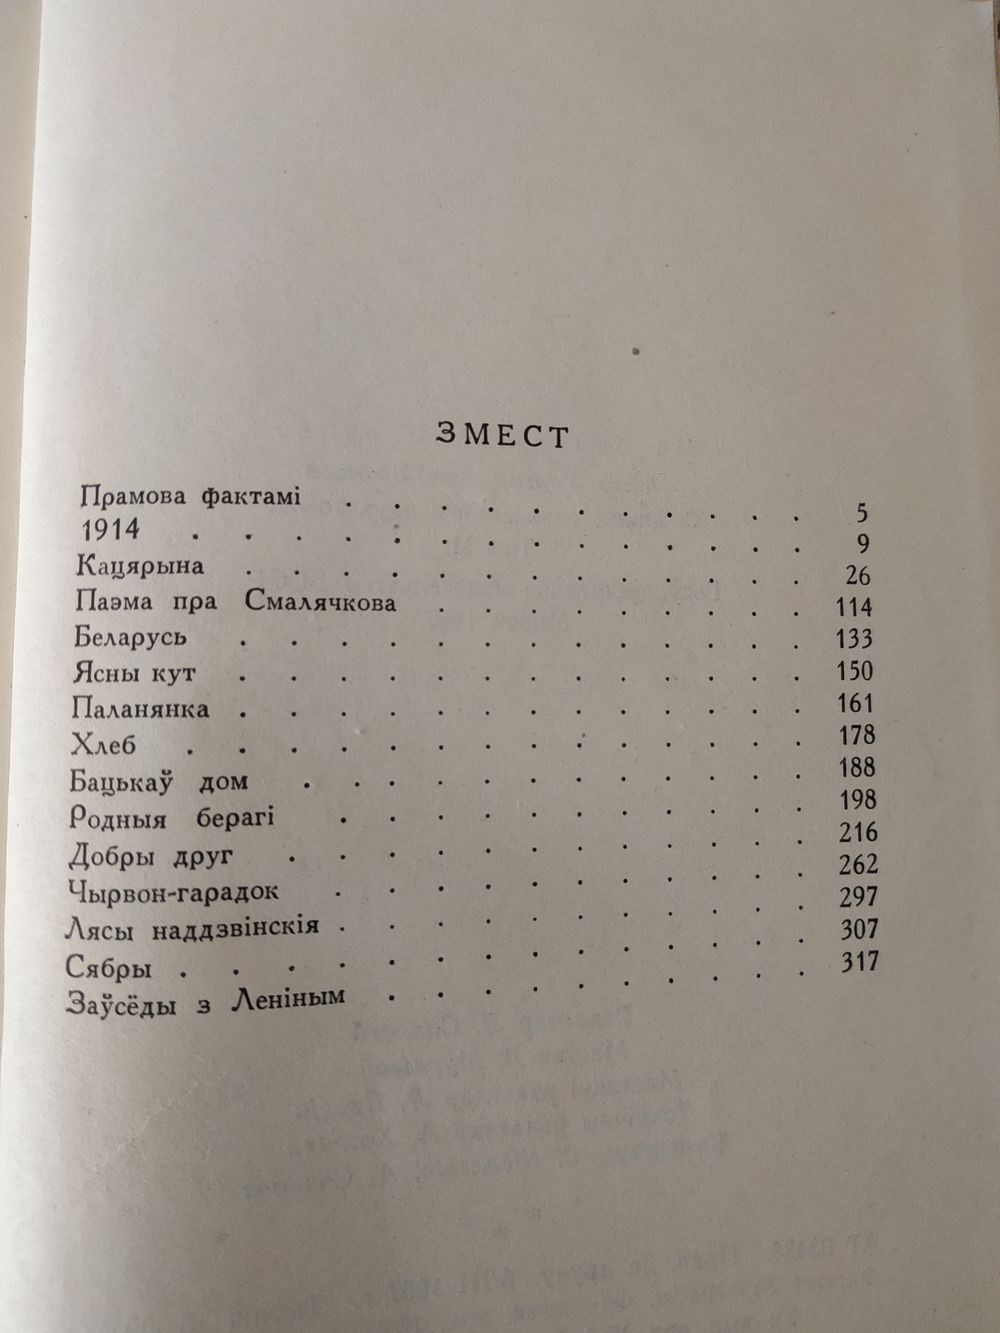 ЗМЕСТ
Прамова фактамі . . . . . . . . . . 5
1914 . . . . . . . . . . . . . 9
Кацярына . . . . . . . . . . . . 26
Паэма пра Смалячкова . . . . . . . . 114
Беларусь . . . . . . . . . . . . 133
Ясны кут . . . . . . . . . . . . 150
Паланянка . . . . . . . . . . . . 161
Хлеб . . . . . . . . . . . . . 178
Бацькаў дом . . . . . . . . . . . 188
Родныя берагі . . . . . . . . . . 198
Добры друг . . . . . . . . . . . 216
Чырвон-гарадок . . . . . . . . . . 262
Лясы наддзвінскія . . . . . . . . . . 297
Сябры . . . . . . . . . . . . . 307
Заўсёды з Леніным . . . . . . . . . 317